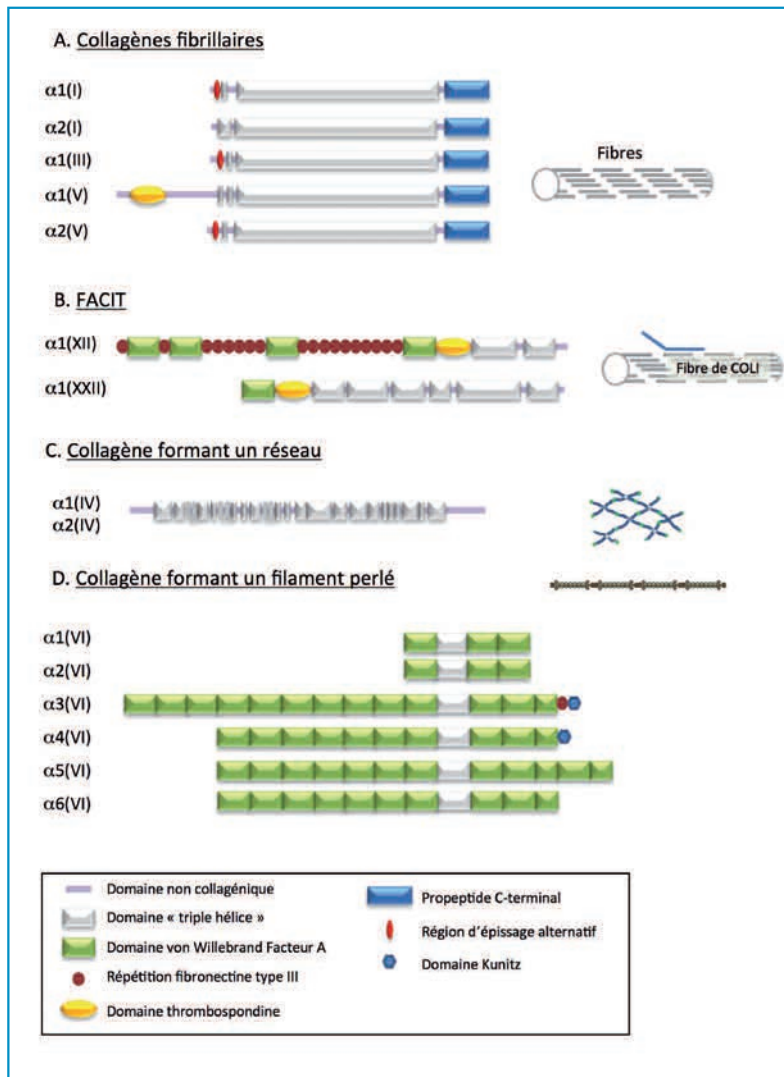 A. Collagènes fibrillaires
α1(I)
α2(I)
α1(III)
α1(V)
α2(V)
Fibres
B. FACIT
α1(XII)
α1(XXII)
Fibre de COLI
C. Collagène formant un réseau
α1(IV)
α2(IV)
D. Collagène formant un filament perlé
α1(VI)
α2(VI)
α3(VI)
α4(VI)
α5(VI)
α6(VI)
Domaine non collagénique
Domaine « triple hélice »
Domaine von Willebrand Facteur A
Répétition fibronectine type III
Domaine thrombospondine
Propeptide C-terminal
Région d'épissage alternatif
Domaine Kunitz